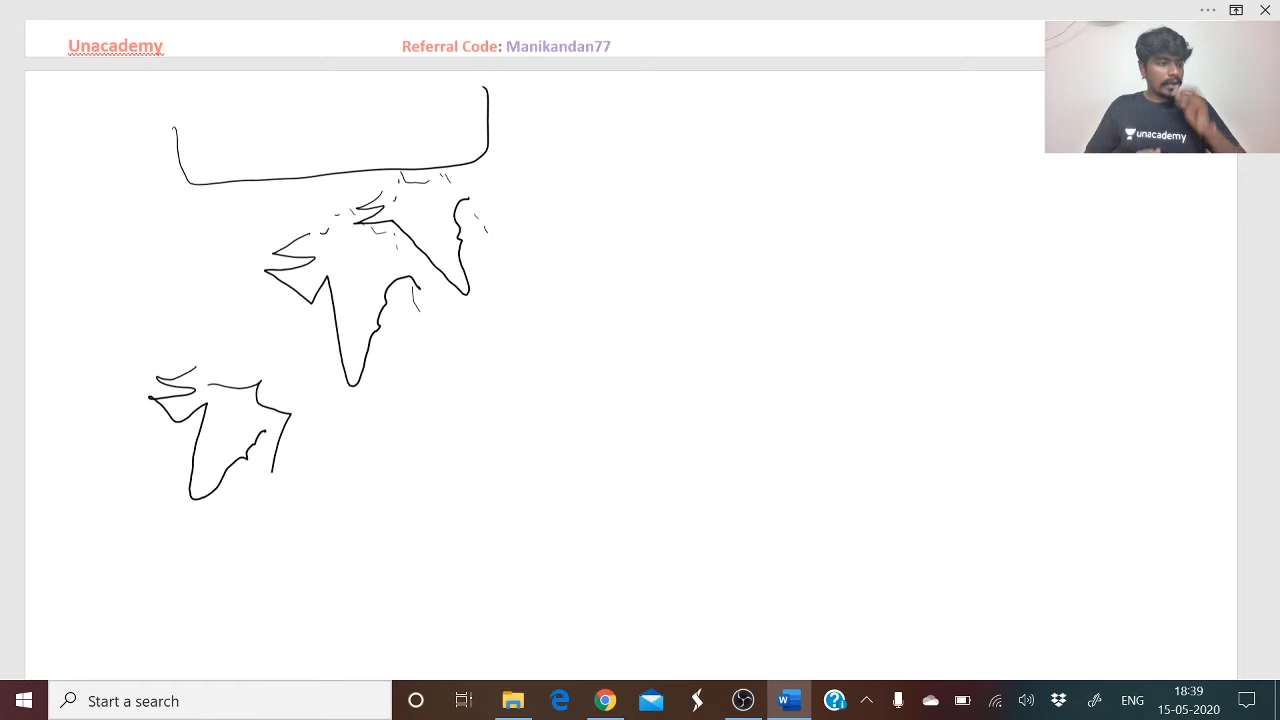 Unacademy
Referral Code: Manikandan77
unacademy
Start a search
ENG
18:39
15-05-2020